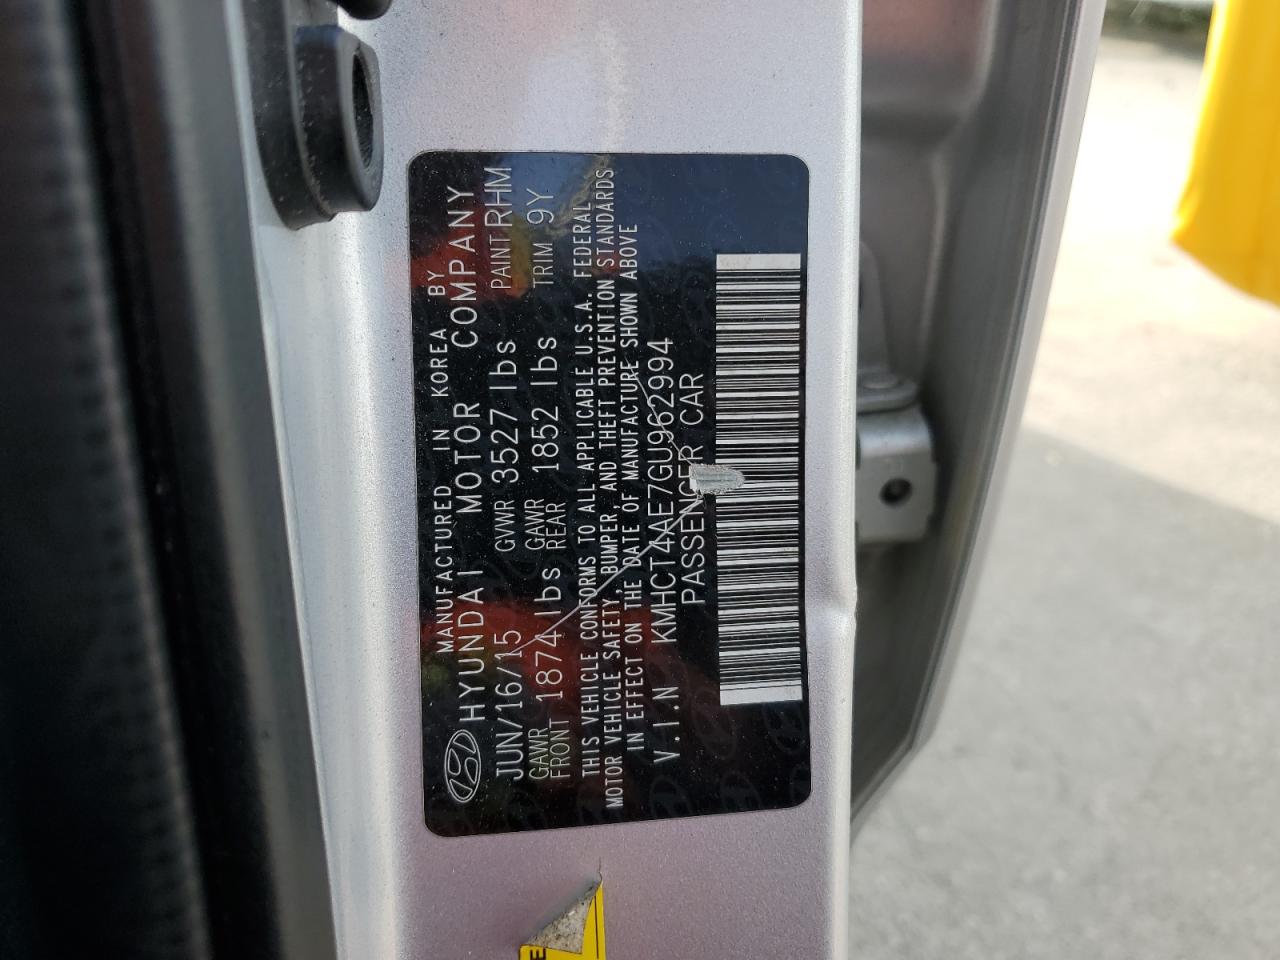 MANUFACTURED IN KOREA BY
HYUNDAI MOTOR COMPANY
JUN/16/15 GVWR 3527 lbs PAINT RHM
GAWR FRONT 1874 lbs GAWR REAR 1852 lbs TRIM 9Y
THIS VEHICLE CONFORMS TO ALL APPLICABLE U.S.A. FEDERAL
MOTOR VEHICLE SAFETY, BUMPER, AND THEFT PREVENTION STANDARDS
IN EFFECT ON THE DATE OF MANUFACTURE SHOWN ABOVE
V.I.N KMHCT4AE7GU962994
PASSENGER CAR